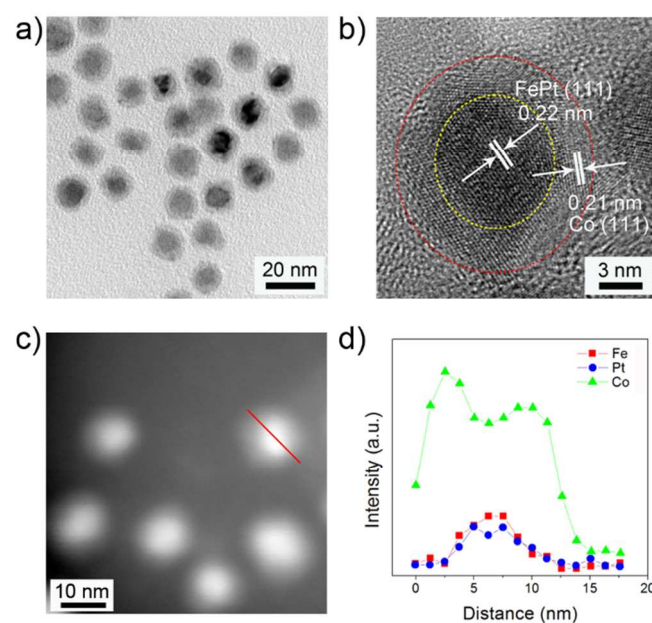 a)
20 nm
b)
FePt (111)
0.22 nm
0.21 nm
Co (111)
3 nm
c)
10 nm
d)
Fe
Pt
Co
Intensity (a.u.)
0 5 10 15 20
Distance (nm)